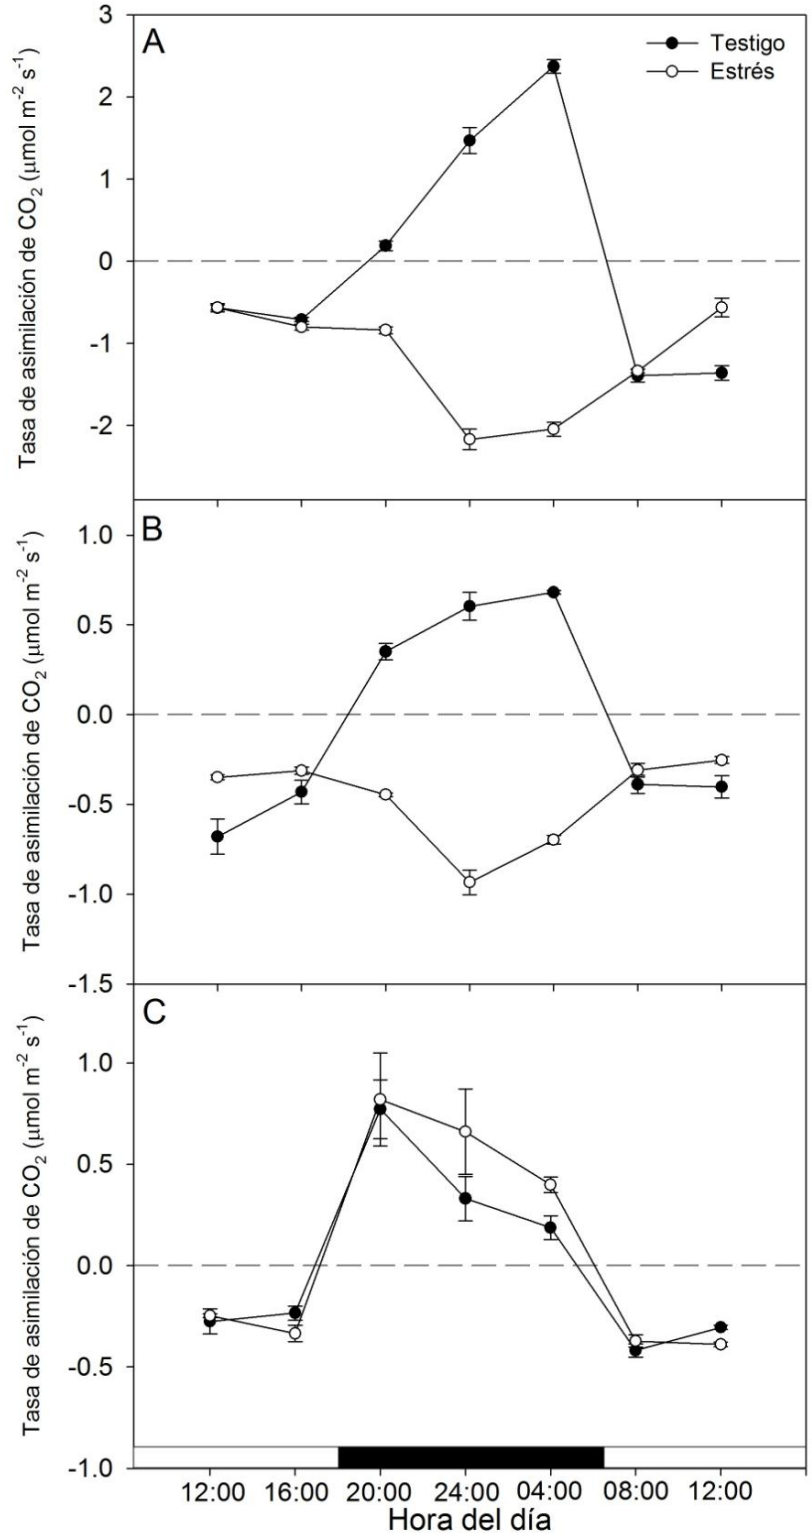 A
Testigo
Estrés
Tasa de asimilación de CO2 (μmol m-2 s-1)
3
2
1
0
-1
-2
B
Tasa de asimilación de CO2 (μmol m-2 s-1)
1.0
0.5
0.0
-0.5
-1.0
-1.5
C
Tasa de asimilación de CO2 (μmol m-2 s-1)
1.0
0.5
0.0
-0.5
-1.0
12:00 16:00 20:00 24:00 04:00 08:00 12:00
Hora del día